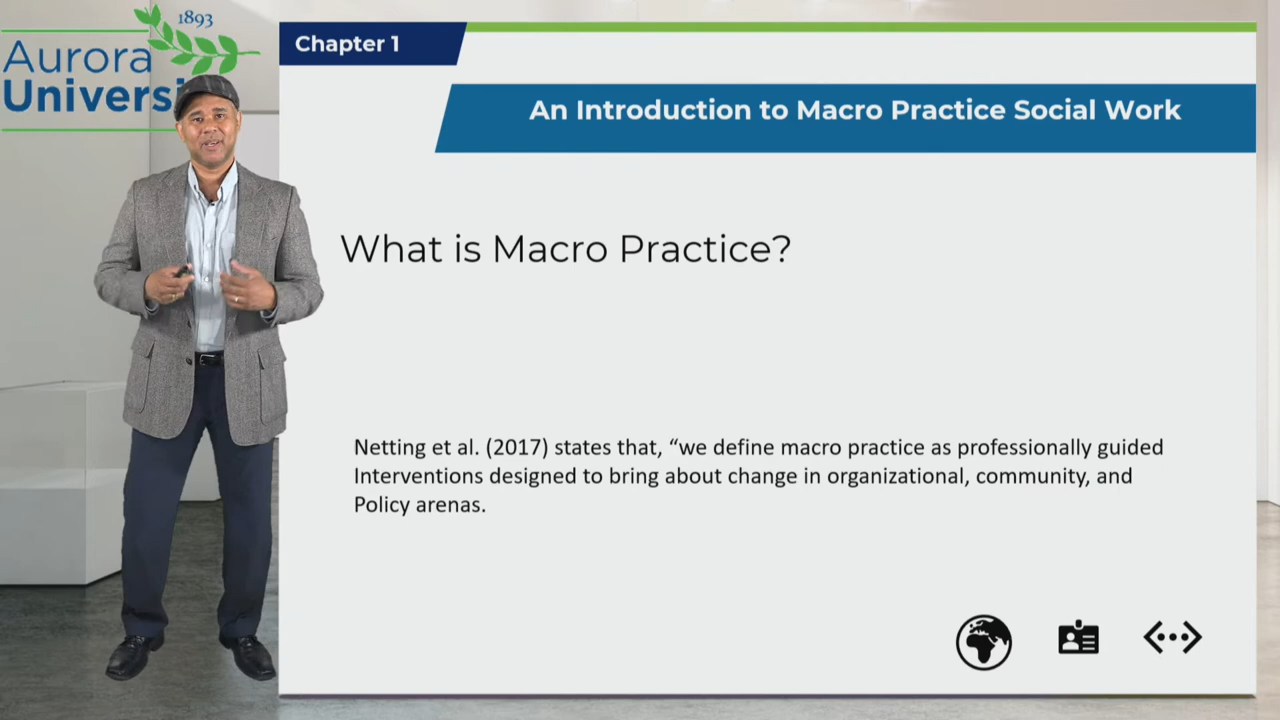 1893
Aurora
Universi
Chapter 1
An Introduction to Macro Practice Social Work
What is Macro Practice?
Netting et al. (2017) states that, “we define macro practice as professionally guided
Interventions designed to bring about change in organizational, community, and
Policy arenas.